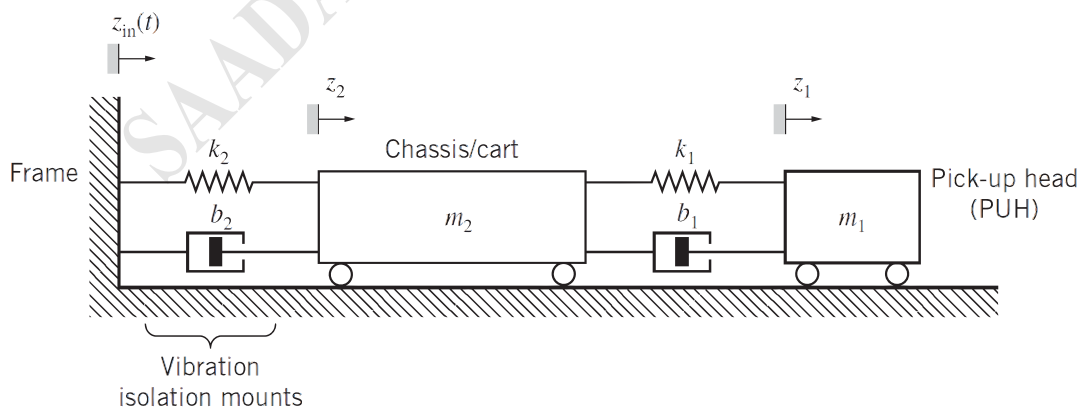 zin(t)
z2
z1
Chassis/cart
k2
k1
Frame
Pick-up head
(PUH)
b2
m2
b1
m1
Vibration
isolation mounts
SAADA